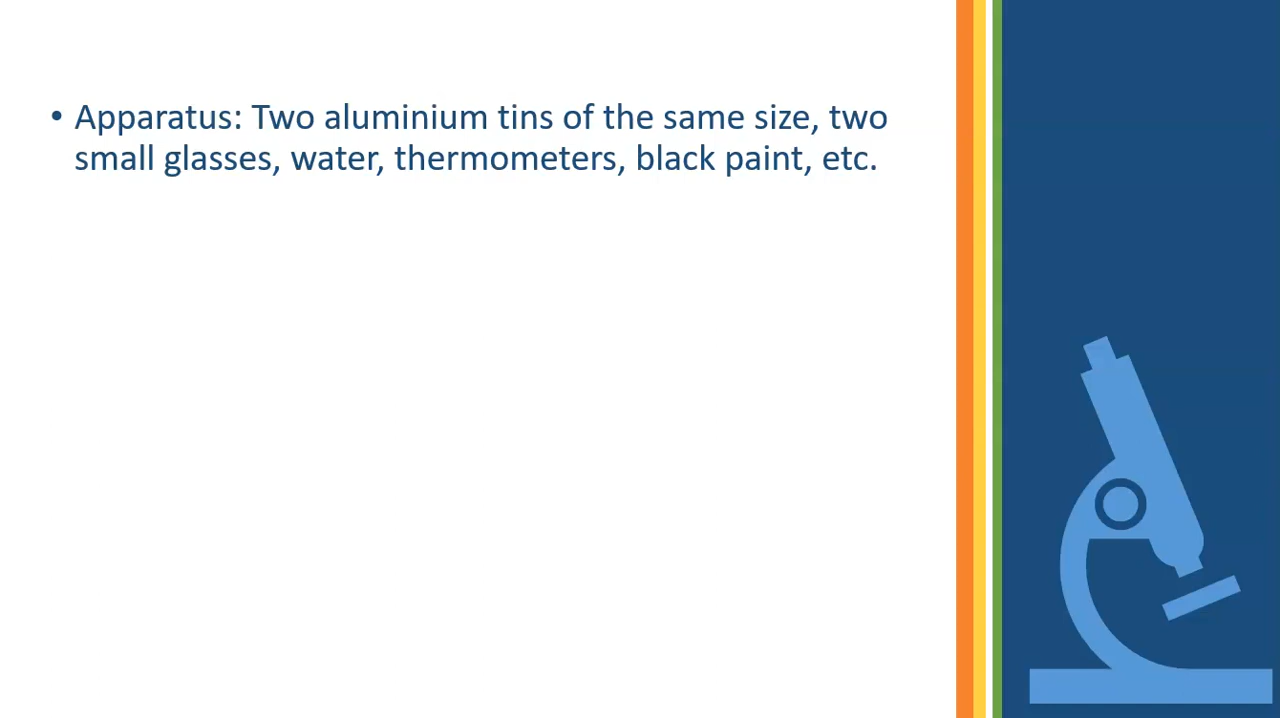 • Apparatus: Two aluminium tins of the same size, two
small glasses, water, thermometers, black paint, etc.